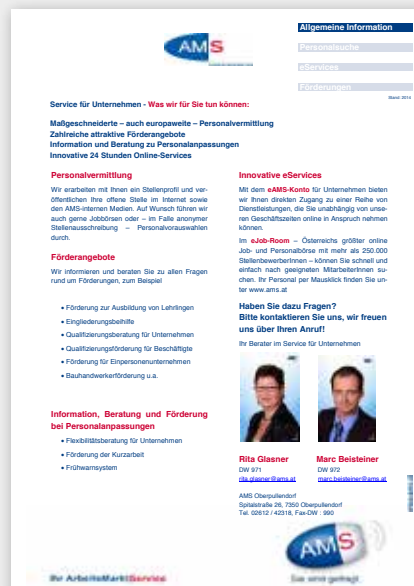 AMS
Allgemeine Information
Personalsuche
eServices
Förderungen
Stand: 2014
Service für Unternehmen - Was wir für Sie tun können:
Maßgeschneiderte – auch europaweite – Personalvermittlung
Zahlreiche attraktive Förderangebote
Information und Beratung zu Personalanpassungen
Innovative 24 Stunden Online-Services
Personalvermittlung
Wir erarbeiten mit Ihnen ein Stellenprofil und ver-
öffentlichen Ihre offene Stelle im Internet sowie
den AMS-internen Medien. Auf Wunsch führen wir
auch gerne Jobbörsen oder – im Falle anonymer
Stellenausschreibung – Personalvorauswahlen
durch.
Förderangebote
Wir informieren und beraten Sie zu allen Fragen
rund um Förderungen, zum Beispiel
• Förderung zur Ausbildung von Lehrlingen
• Eingliederungsbeihilfe
• Qualifizierungsberatung für Unternehmen
• Qualifizierungsförderung für Beschäftigte
• Förderung für Einpersonenunternehmen
• Bauhandwerkerförderung u.a.
Information, Beratung und Förderung
bei Personalanpassungen
• Flexibilitätsberatung für Unternehmen
• Förderung der Kurzarbeit
• Frühwarnsystem
Innovative eServices
Mit dem eAMS-Konto für Unternehmen bieten
wir Ihnen direkten Zugang zu einer Reihe von
Dienstleistungen, die Sie unabhängig von unse-
ren Geschäftszeiten online in Anspruch nehmen
können.
Im eJob-Room – Österreichs größter online
Job- und Personalbörse mit mehr als 250.000
StellenbewerberInnen – können Sie schnell und
einfach nach geeigneten MitarbeiterInnen su-
chen. Ihr Personal per Mausklick finden Sie un-
ter www.ams.at
Haben Sie dazu Fragen?
Bitte kontaktieren Sie uns, wir freuen
uns über Ihren Anruf!
Ihr Berater im Service für Unternehmen
Rita Glasner
DW 971
rita.glasner@ams.at
Marc Beisteiner
DW 972
marc.beisteiner@ams.at
AMS Oberpullendorf
Spitalstraße 26, 7350 Oberpullendorf
Tel. 02612 / 42318, Fax-DW : 990
AMS
Ihr ArbeitsMarktService
Sie sind gefragt.